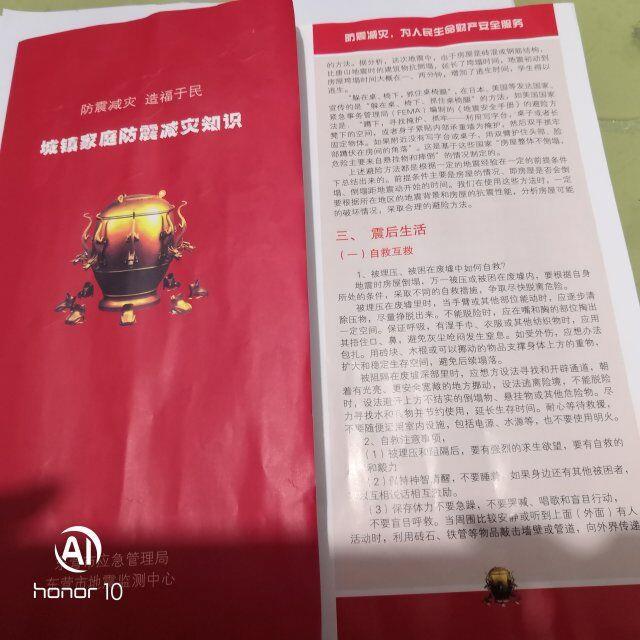 防震减灾 造福于民
城镇家庭防震减灾知识
应急管理局
东营市地震监测中心
AI
honor 10
防震减灾，为人民生命财产安全服务
的方法。据分析，这次地震中，由于房屋是砖混或钢筋结构，
比唐山地震时的建筑物抗倒塌，延长了垮塌时间，地震初动到
房屋垮塌时间大概在一、两分钟，增加了逃生时间，学生得以
逃生。
“躲在桌、椅下，抓住桌椅腿”，在日本、美国等发达国家，
宣传的是“躲在桌、椅下，抓住桌椅腿”的方法，如美国国家
紧急事务管理局（FEMA）编制的《地震安全手册》的避险方
法是：“蹲下，寻找掩护，抓牢——利用写字台，桌子或者长
凳下的空间，或者身子紧贴内部承重墙为掩护，然后双手抓牢
固定物体。如果附近没有写字台或桌子，用双臂护住头部、脸
部蹲伏在房间的角落”。这是基于这些国家“房屋整体不倒塌，
危险主要来自悬挂物和摔倒”的情况制定的。
上述避险方法都是根据一定的地震经验在一定的前提条件
下总结出来的。前提条件主要是房屋的情况、即房屋是否会倒
塌、倒塌距地震动开始的时间。我们在使用这些方法时，一定
要根据所在地区的地震背景和房屋的抗震性能，分析房屋可能
的破坏情况，采取合理的避险方法。
三、 震后生活
（一）自救互救
1、被埋压、被困在废墟中如何自救？
地震时房屋倒塌，万一被压或被困在废墟内，要根据自身
所处的条件，采取不同的自救措施，争取尽快脱离危险。
被埋压在废墟里时，当手臂或其他部位能动时，应逐步清
除压物，尽量挣脱出来。不能脱险时，应在嘴和胸的部位掏出
一定空间。保证呼吸，有湿手巾、衣服或其他纺织物时，应用
其捂住口、鼻，避免灰尘呛闷发生窒息。如受外伤，应想办法
包扎。用砖块、木棍或可以挪动的物品支撑身体上方的重物，
扩大和稳定生存空间，避免后续塌落。
被阻隔在废墟深部里时，应想方设法寻找和开辟通道，朝
着有光亮、更安全宽敞的地方挪动，设法逃离险境，不能脱险
时，设法避开上方不结实的倒塌物、悬挂物或其他危险物。尽
力寻找水和食物并节约使用，延长生存时间。耐心等待救援，
不要随便使用室内设施，包括电源、水源等，也不要使用明火。
2、自救注意事项，
（1）被埋压和阻隔后，要有强烈的求生欲望，要有自救的
和毅力
（2）保持神智清醒，不要睡着，如果身边还有其他被困者，
以互相说话相互激励。
（3）保存体力不要急躁，不要哭喊、唱歌和盲目行动，
不要盲目呼救。当周围比较安静或听到上面（外面）有人
活动时，利用砖石、铁管等物品敲击墙壁或管道，向外界传递